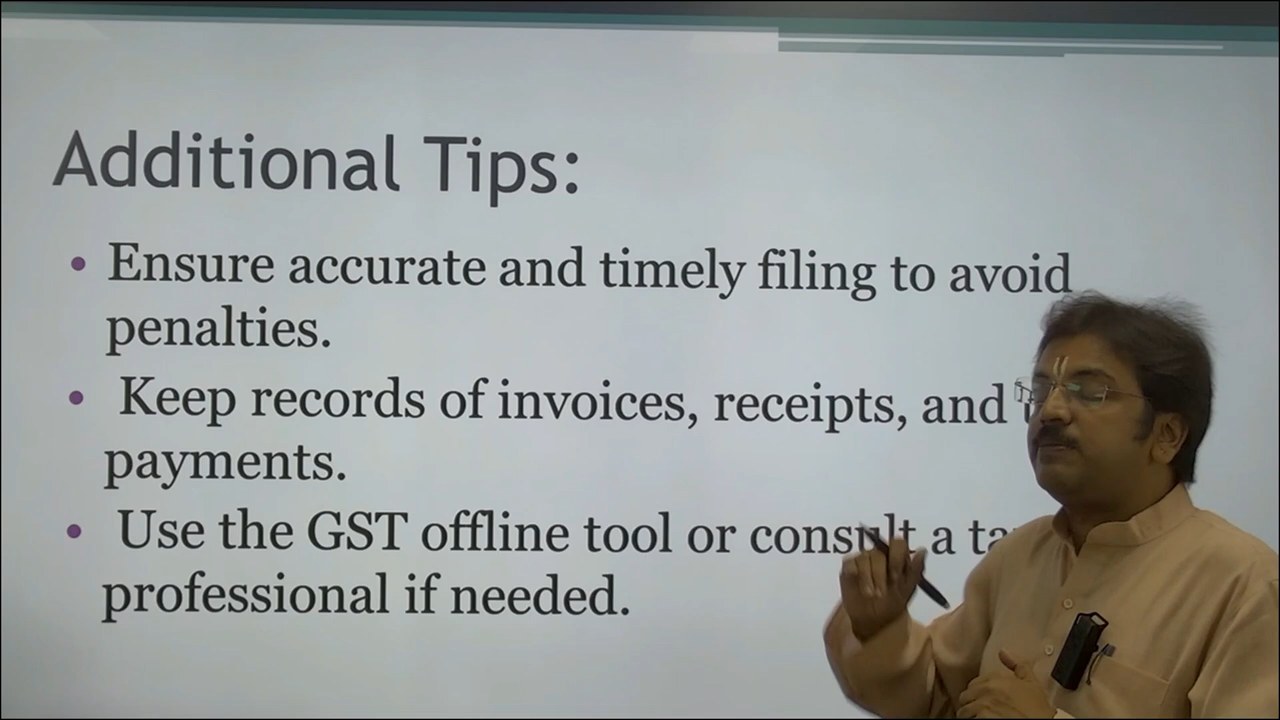 Additional Tips:
• Ensure accurate and timely filing to avoid
penalties.
• Keep records of invoices, receipts, and
payments.
• Use the GST offline tool or consult a
professional if needed.